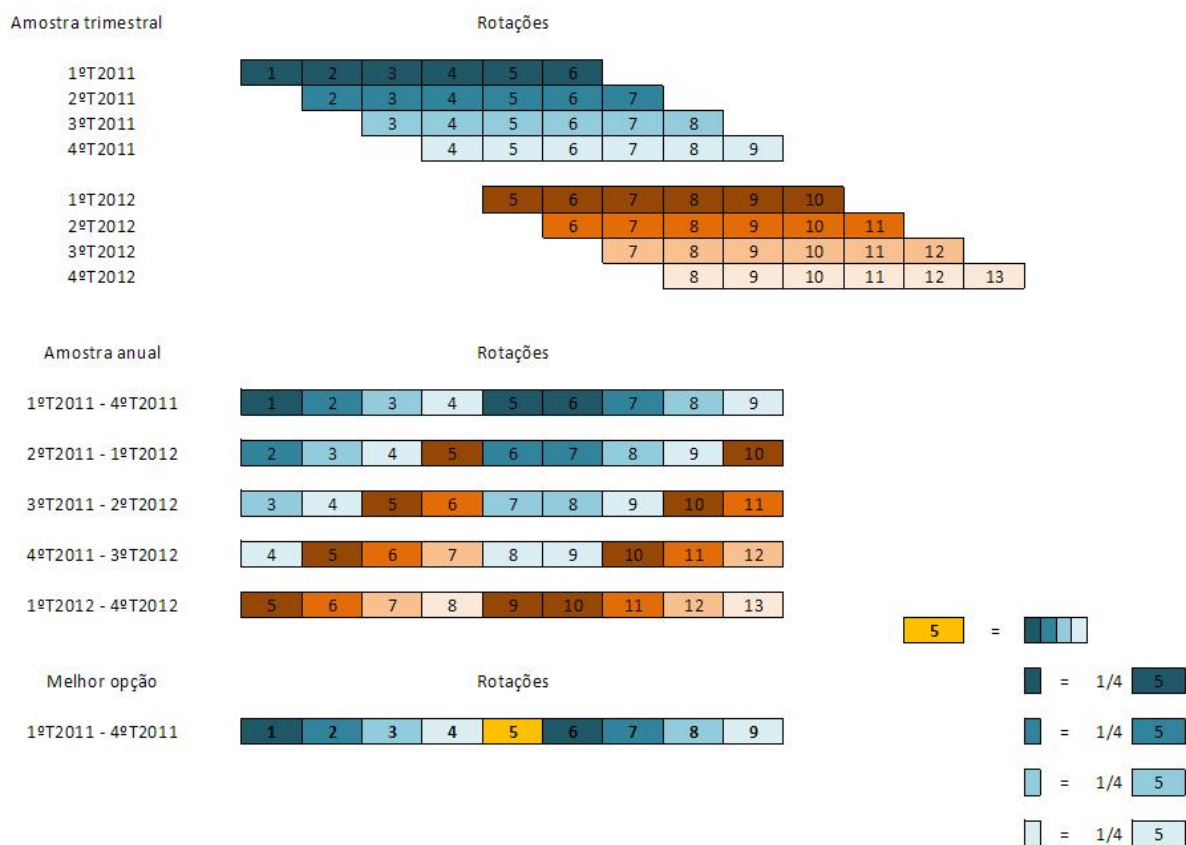 Amostra trimestral Rotações
1ºT2011 1 2 3 4 5 6
2ºT2011 2 3 4 5 6 7
3ºT2011 3 4 5 6 7 8
4ºT2011 4 5 6 7 8 9
1ºT2012 5 6 7 8 9 10
2ºT2012 6 7 8 9 10 11
3ºT2012 7 8 9 10 11 12
4ºT2012 8 9 10 11 12 13
Amostra anual Rotações
1ºT2011 - 4ºT2011 1 2 3 4 5 6 7 8 9
2ºT2011 - 1ºT2012 2 3 4 5 6 7 8 9 10
3ºT2011 - 2ºT2012 3 4 5 6 7 8 9 10 11
4ºT2011 - 3ºT2012 4 5 6 7 8 9 10 11 12
1ºT2012 - 4ºT2012 5 6 7 8 9 10 11 12 13
5 =
Melhor opção Rotações = 1/4 5
1ºT2011 - 4ºT2011 1 2 3 4 5 6 7 8 9 = 1/4 5
= 1/4 5
= 1/4 5